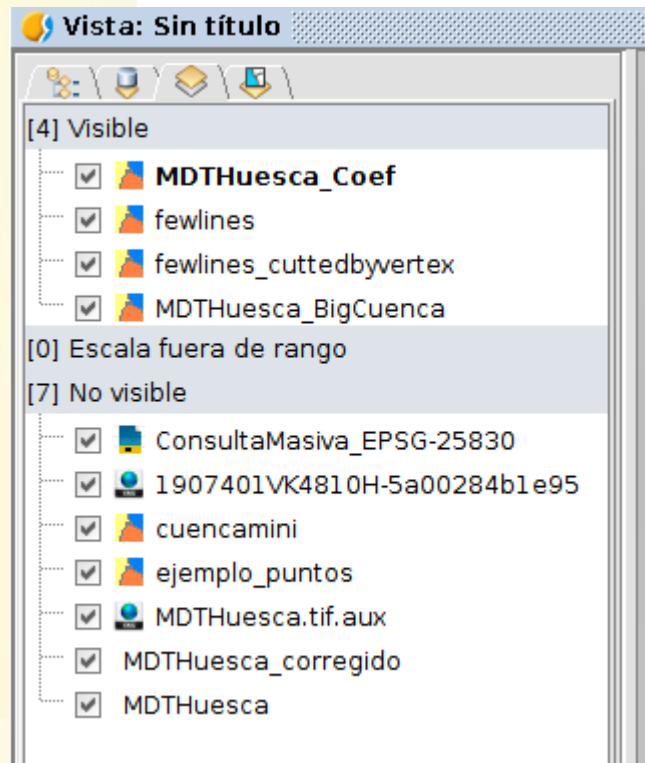 Vista: Sin título
[4] Visible
MDTHuesca_Coef
fewlines
fewlines_cuttedbyvertex
MDTHuesca_BigCuenca
[0] Escala fuera de rango
[7] No visible
ConsultaMasiva_EPSG-25830
1907401VK4810H-5a00284b1e95
cuencamini
ejemplo_puntos
MDTHuesca.tif.aux
MDTHuesca_corregido
MDTHuesca